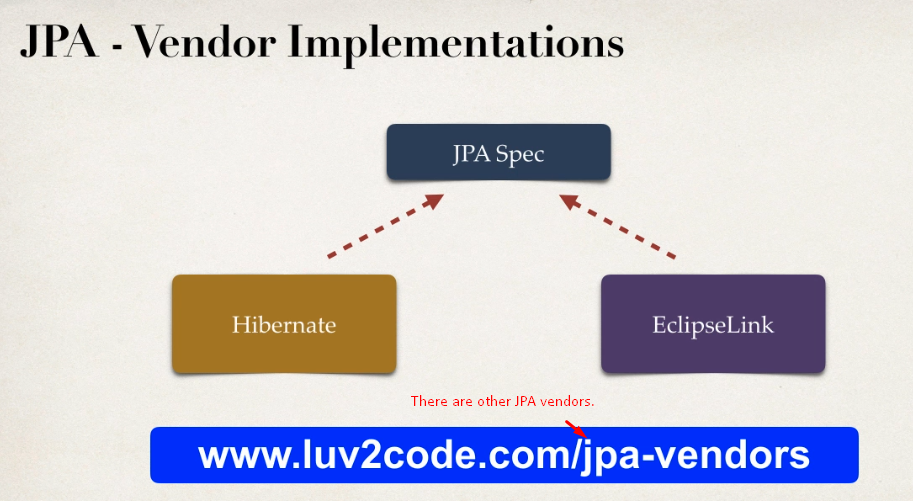 JPA - Vendor Implementations
JPA Spec
Hibernate
EclipseLink
There are other JPA vendors.
www.luv2code.com/jpa-vendors